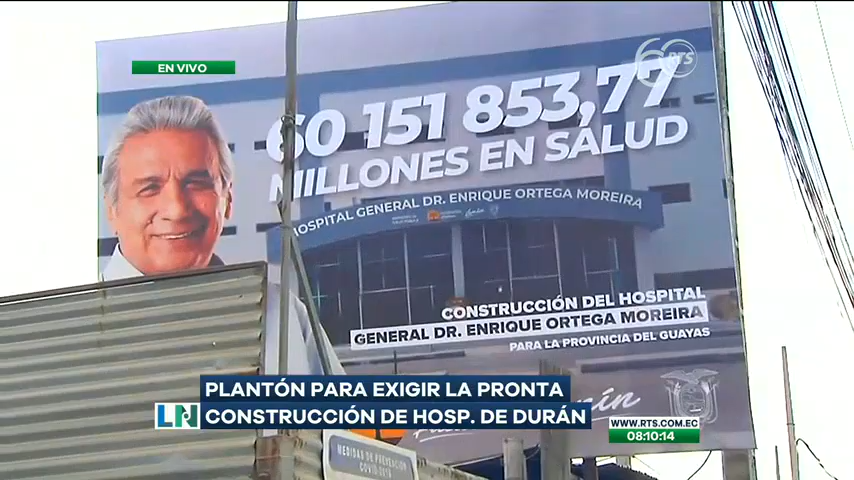 EN VIVO
60 RTS
60 151 853,77
MILLONES EN SALUD
HOSPITAL GENERAL DR. ENRIQUE ORTEGA MOREIRA
CONSTRUCCIÓN DEL HOSPITAL
GENERAL DR. ENRIQUE ORTEGA MOREIRA
PARA LA PROVINCIA DEL GUAYAS
PLANTÓN PARA EXIGIR LA PRONTA
LN CONSTRUCCIÓN DE HOSP. DE DURÁN
WWW.RTS.COM.EC
08:10:14
MEDIDAS DE PREVENCIÓN
COVID-2019